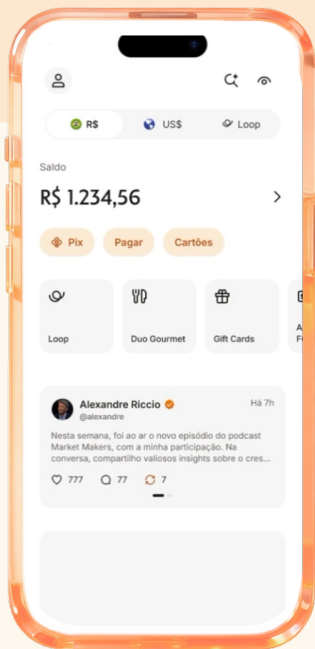 R$ US$ Loop
Saldo
R$ 1.234,56
Pix Pagar Cartões
Loop Duo Gourmet Gift Cards
Alexandre Riccio Há 7h
@alexandre
Nesta semana, foi ao ar o novo episódio do podcast
Market Makers, com a minha participação. Na
conversa, compartilho valiosos insights sobre o cres...
777 77 7